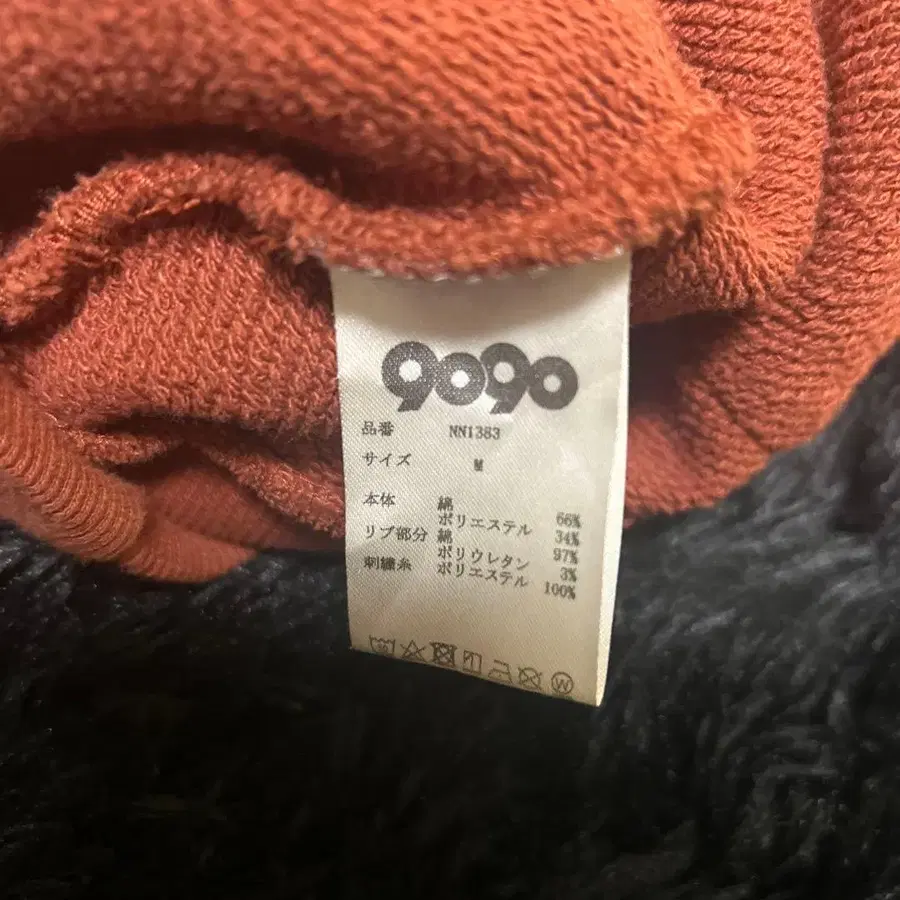 9090
品番 NN1383
サイズ M
本体 綿 66%
ポリエステル 34%
リブ部分 綿 97%
ポリウレタン 3%
刺繍糸 ポリエステル 100%
W